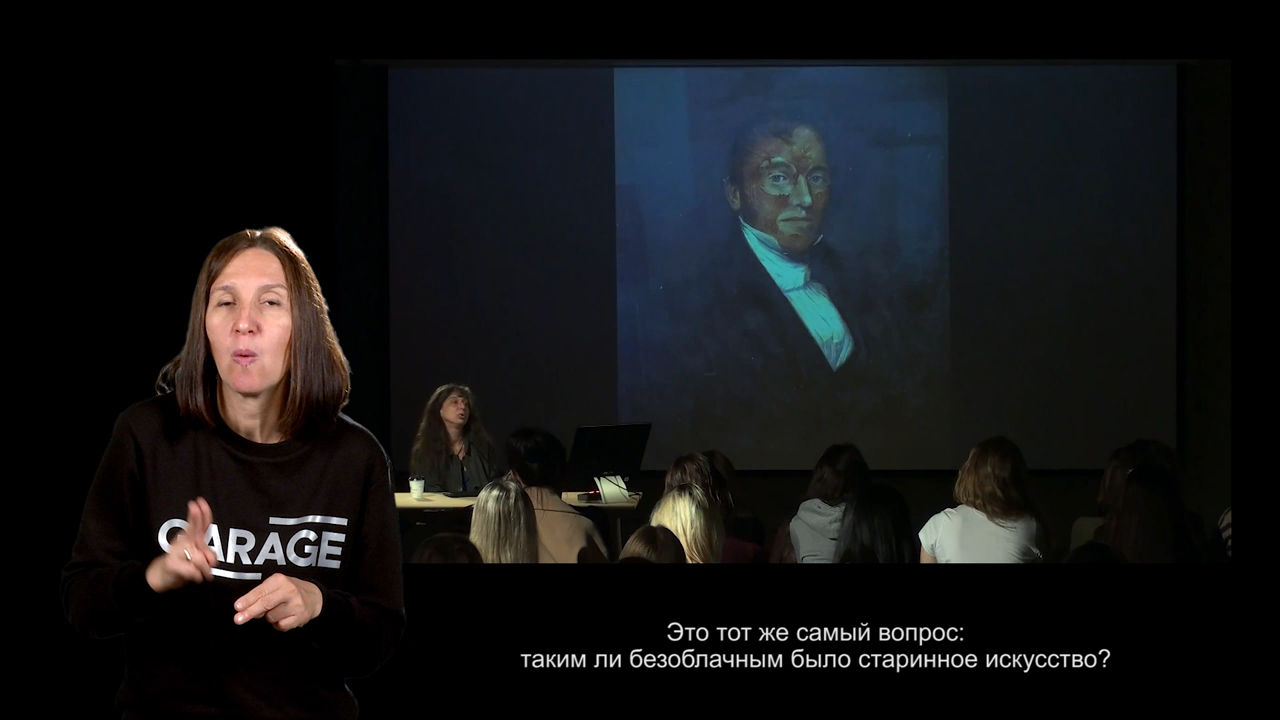 GARAGE
Это тот же самый вопрос:
таким ли безоблачным было старинное искусство?